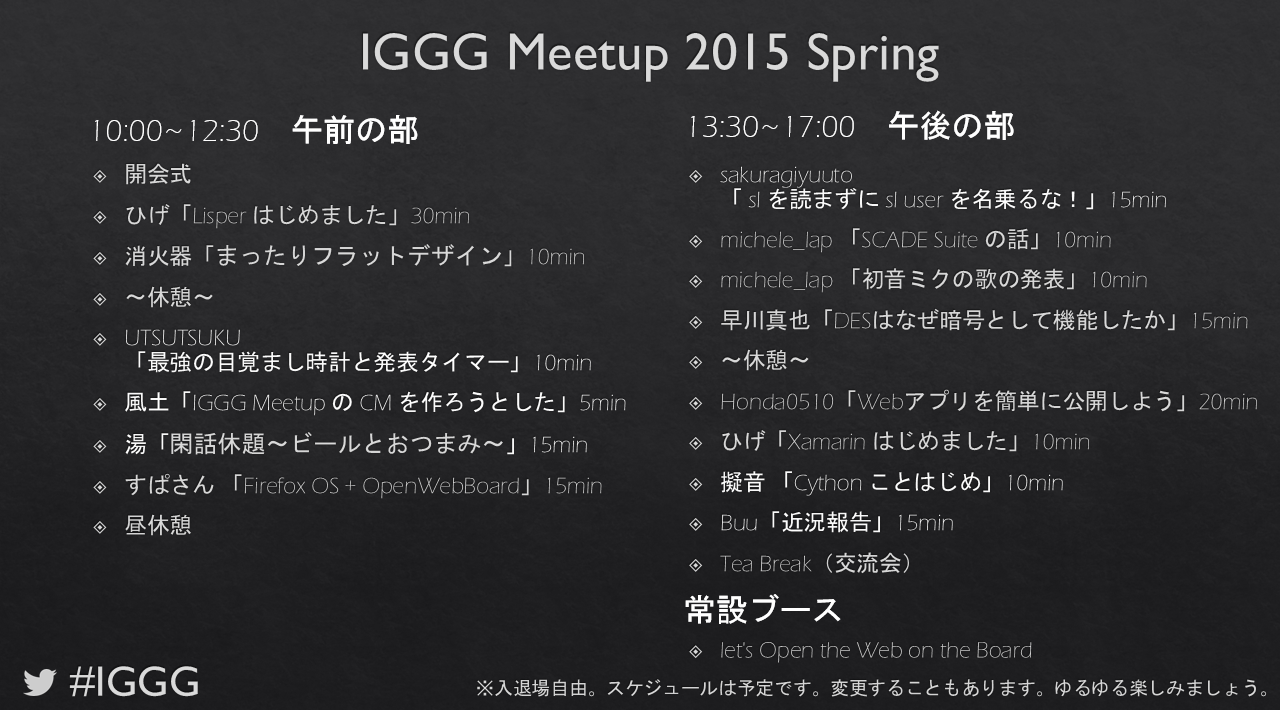 IGGG Meetup 2015 Spring
10:00~12:30 午前の部
開会式
ひげ「Lisper はじめました」30min
消火器「まったりフラットデザイン」10min
～休憩～
UTSUTSUKU
「最強の目覚まし時計と発表タイマー」10min
風土「IGGG Meetup の CM を作ろうとした」5min
湯「閑話休題～ビールとおつまみ～」15min
すぱさん 「Firefox OS + OpenWebBoard」15min
昼休憩
13:30~17:00 午後の部
sakuragiyuuto
「 sl を読まずに sl user を名乗るな！」15min
michele_lap 「SCADE Suite の話」10min
michele_lap 「初音ミクの歌の発表」10min
早川真也「DESはなぜ暗号として機能したか」15min
～休憩～
Honda0510「Webアプリを簡単に公開しよう」20min
ひげ「Xamarin はじめました」10min
擬音 「Cython ことはじめ」10min
Buu「近況報告」15min
Tea Break（交流会）
常設ブース
let's Open the Web on the Board
#IGGG
※入退場自由。スケジュールは予定です。変更することもあります。ゆるゆる楽しみましょう。